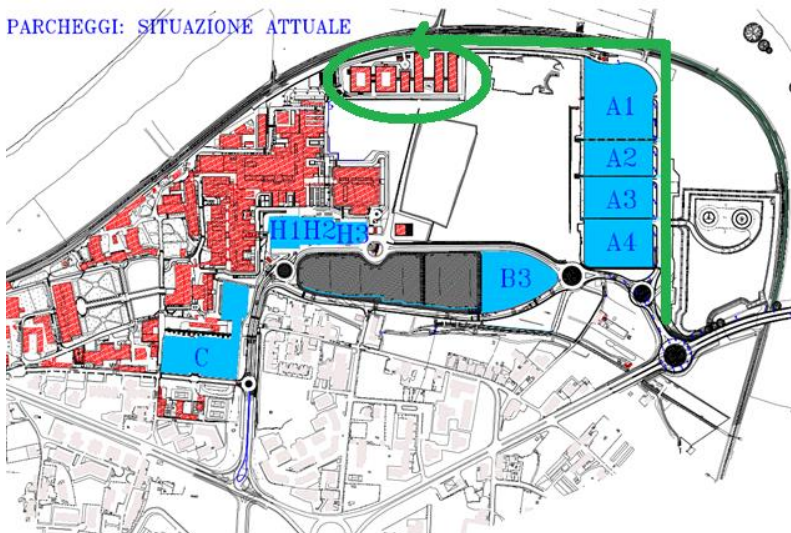 PARCHEGGI: SITUAZIONE ATTUALE
A1
A2
A3
A4
H1H2H3
B3
C